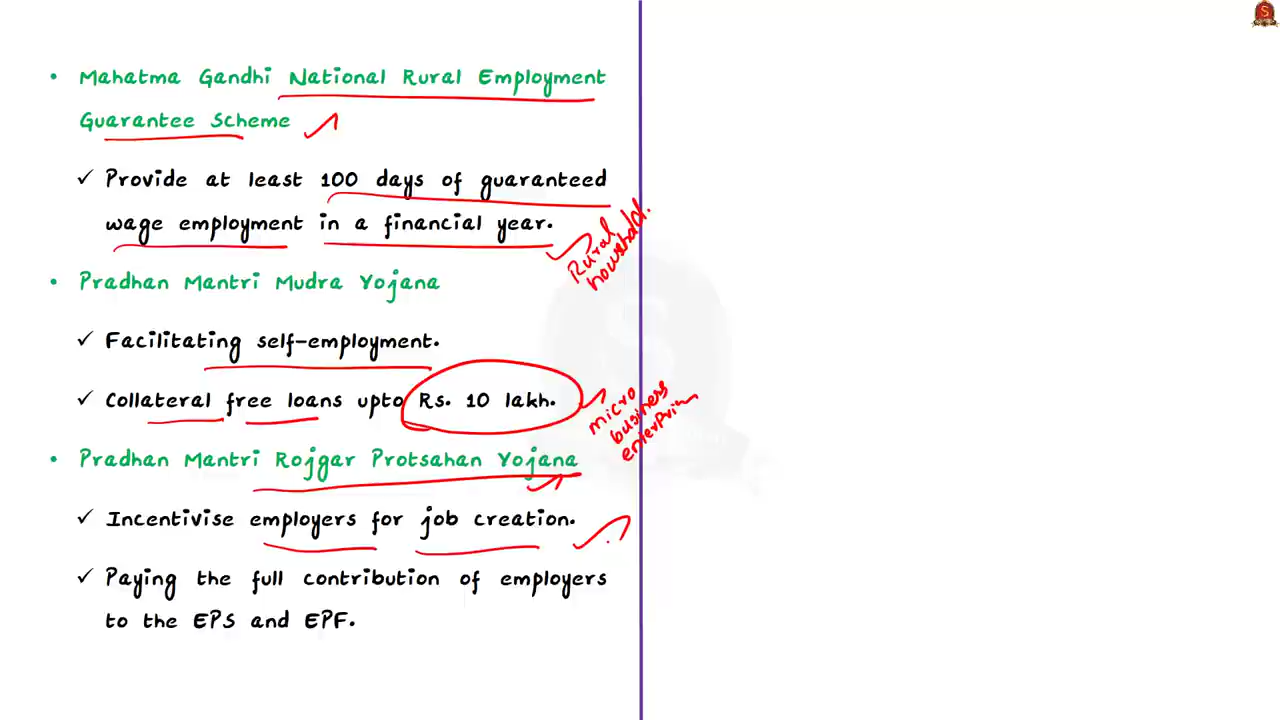 • Mahatma Gandhi National Rural Employment
Guarantee Scheme
✓ Provide at least 100 days of guaranteed
wage employment in a financial year.
Rural
household.
• Pradhan Mantri Mudra Yojana
✓ Facilitating self-employment.
✓ Collateral free loans upto Rs. 10 lakh.
micro
business
• Pradhan Mantri Rojgar Protsahan Yojana
✓ Incentivise employers for job creation.
✓ Paying the full contribution of employers
to the EPS and EPF.